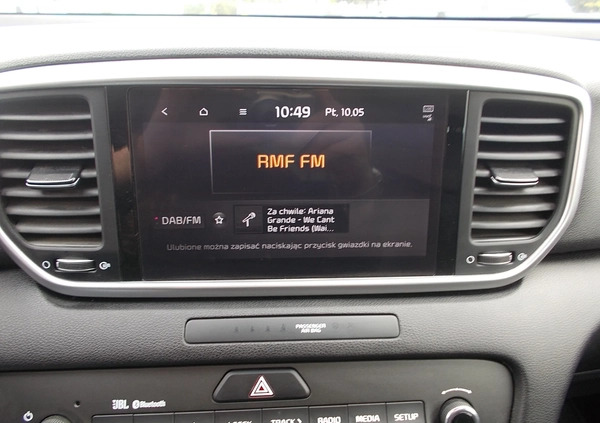 10:49 Pt, 10.05
RMF FM
DAB/FM
Za chwile: Ariana
Grande - We Cant
Be Friends (Wai...
Ulubione można zapisać naciskając przycisk gwiazdki na ekranie.
PASSENGER
AIR BAG
JBL Bluetooth
TRACK> RADIO MEDIA SETUP